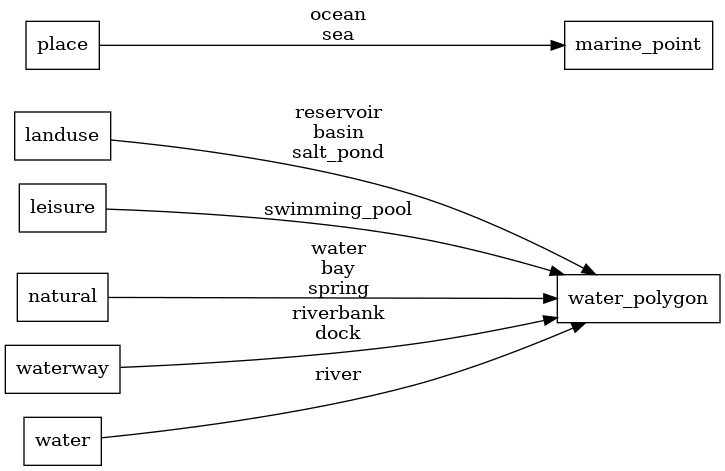 ocean
sea
place
marine_point
reservoir
basin
salt_pond
landuse
leisure
swimming_pool
water
bay
spring
natural
water_polygon
riverbank
dock
waterway
river
water